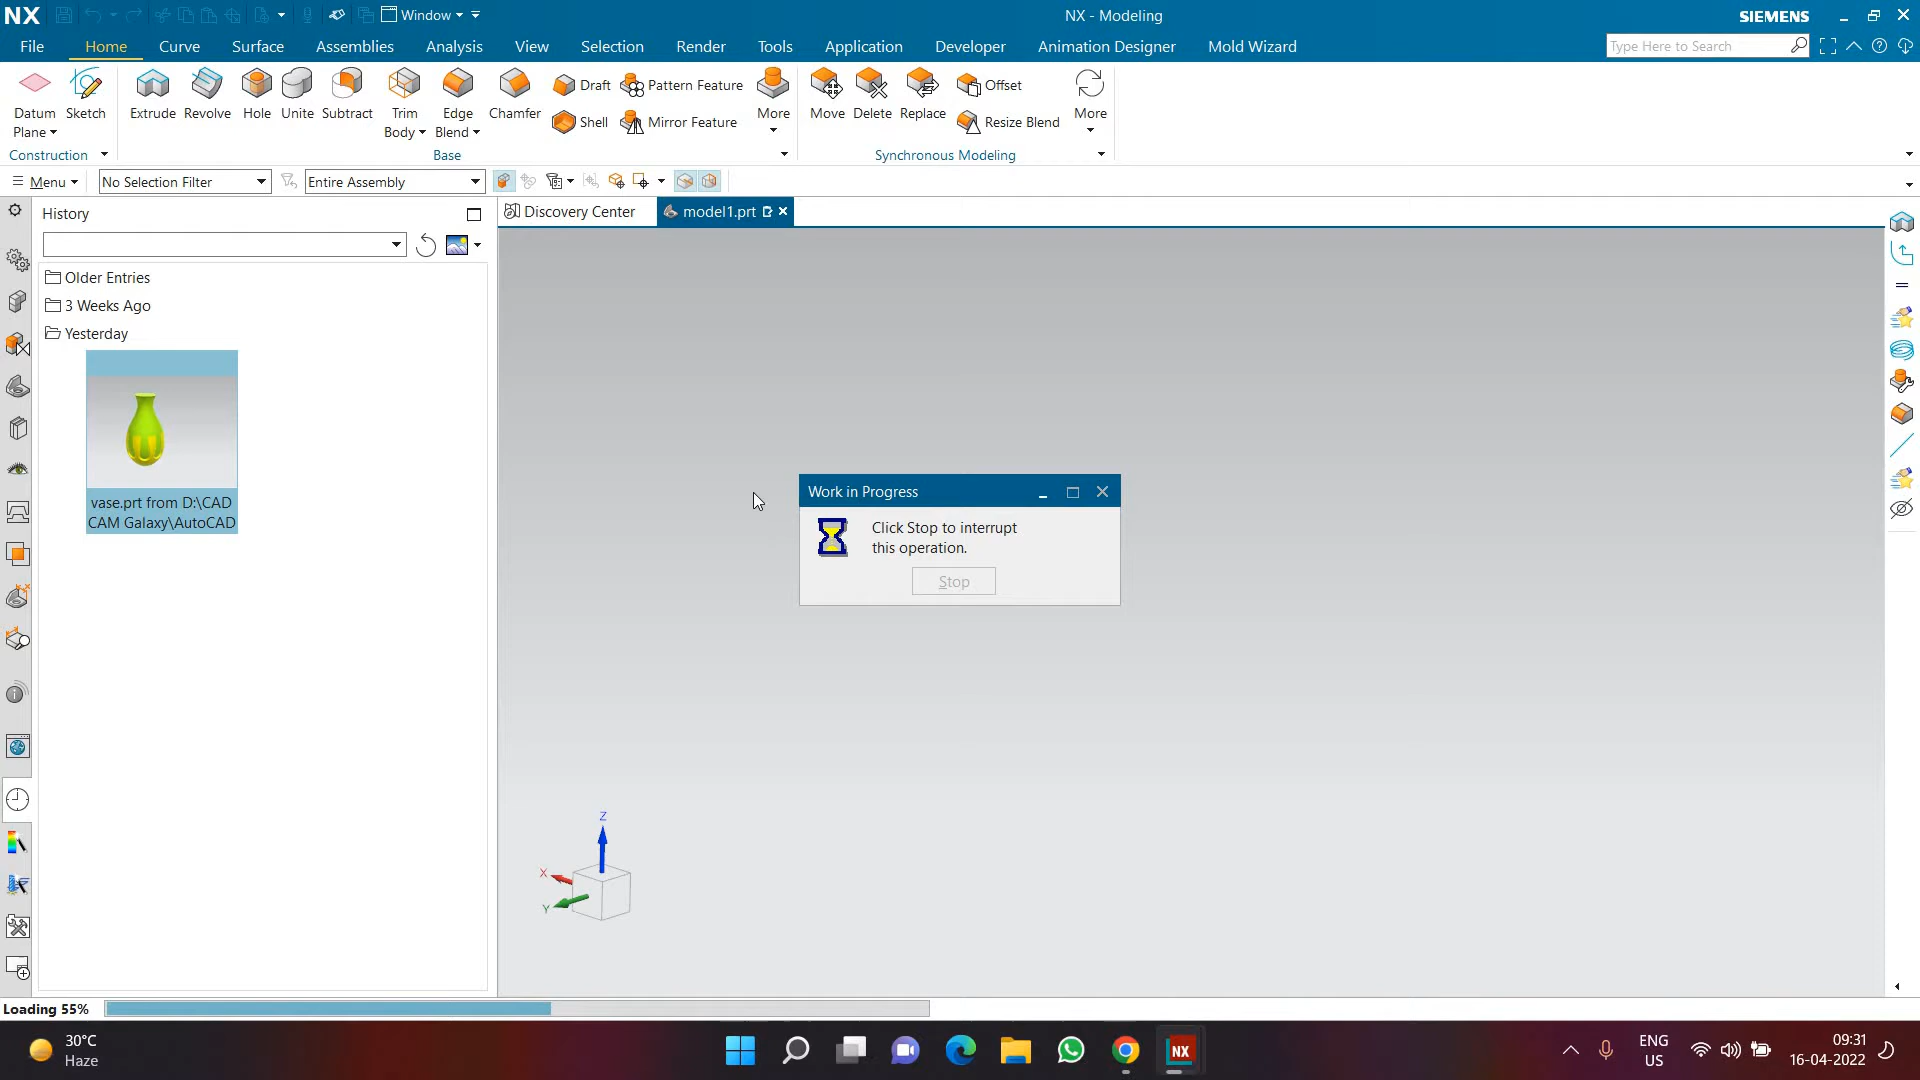 NX
Window
NX - Modeling
SIEMENS
File
Home
Curve
Surface
Assemblies
Analysis
View
Selection
Render
Tools
Application
Developer
Animation Designer
Mold Wizard
Type Here to Search
Datum Plane
Sketch
Extrude
Revolve
Hole
Unite
Subtract
Trim Body
Edge Blend
Chamfer
Draft
Shell
Pattern Feature
Mirror Feature
More
Move
Delete
Replace
Offset
Resize Blend
More
Construction
Base
Synchronous Modeling
Menu
No Selection Filter
Entire Assembly
History
Discovery Center
model1.prt
Older Entries
3 Weeks Ago
Yesterday
vase.prt from D:\CAD
CAM Galaxy\AutoCAD
Work in Progress
Click Stop to interrupt
this operation.
Stop
Z
X
Y
Loading 55%
30°C
Haze
NX
ENG
US
09:31
16-04-2022